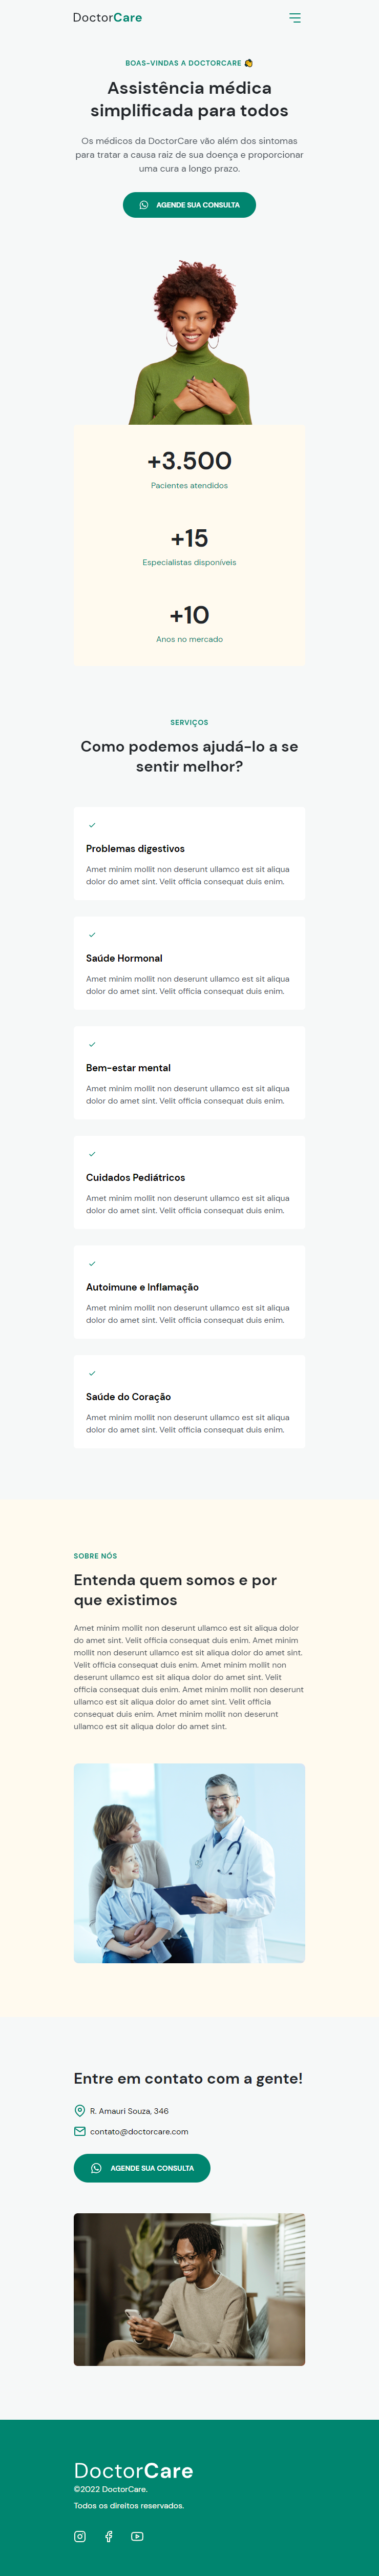 DoctorCare
BOAS-VINDAS A DOCTORCARE 👋
Assistência médica
simplificada para todos
Os médicos da DoctorCare vão além dos sintomas
para tratar a causa raiz de sua doença e proporcionar
uma cura a longo prazo.
AGENDE SUA CONSULTA
+3.500
Pacientes atendidos
+15
Especialistas disponíveis
+10
Anos no mercado
SERVIÇOS
Como podemos ajudá-lo a se
sentir melhor?
Problemas digestivos
Amet minim mollit non deserunt ullamco est sit aliqua
dolor do amet sint. Velit officia consequat duis enim.
Saúde Hormonal
Amet minim mollit non deserunt ullamco est sit aliqua
dolor do amet sint. Velit officia consequat duis enim.
Bem-estar mental
Amet minim mollit non deserunt ullamco est sit aliqua
dolor do amet sint. Velit officia consequat duis enim.
Cuidados Pediátricos
Amet minim mollit non deserunt ullamco est sit aliqua
dolor do amet sint. Velit officia consequat duis enim.
Autoimune e Inflamação
Amet minim mollit non deserunt ullamco est sit aliqua
dolor do amet sint. Velit officia consequat duis enim.
Saúde do Coração
Amet minim mollit non deserunt ullamco est sit aliqua
dolor do amet sint. Velit officia consequat duis enim.
SOBRE NÓS
Entenda quem somos e por
que existimos
Amet minim mollit non deserunt ullamco est sit aliqua dolor
do amet sint. Velit officia consequat duis enim. Amet minim
mollit non deserunt ullamco est sit aliqua dolor do amet sint.
Velit officia consequat duis enim. Amet minim mollit non
deserunt ullamco est sit aliqua dolor do amet sint. Velit
officia consequat duis enim. Amet minim mollit non deserunt
ullamco est sit aliqua dolor do amet sint. Velit officia
consequat duis enim. Amet minim mollit non deserunt
ullamco est sit aliqua dolor do amet sint.
Entre em contato com a gente!
R. Amauri Souza, 346
contato@doctorcare.com
AGENDE SUA CONSULTA
DoctorCare
©2022 DoctorCare.
Todos os direitos reservados.